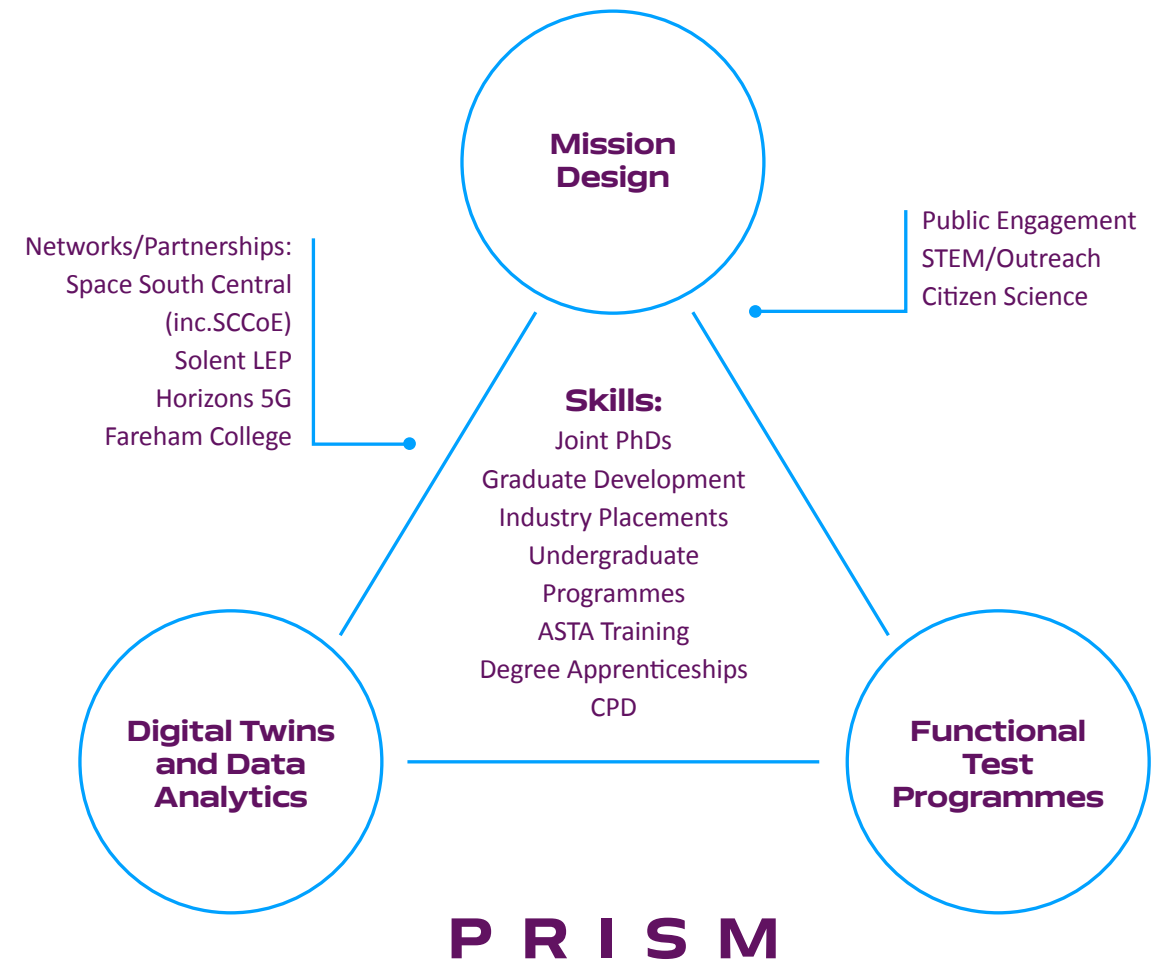 Mission
Design
Networks/Partnerships:
Space South Central
(inc.SCCoE)
Solent LEP
Horizons 5G
Fareham College
Public Engagement
STEM/Outreach
Citizen Science
Skills:
Joint PhDs
Graduate Development
Industry Placements
Undergraduate
Programmes
ASTA Training
Degree Apprenticeships
CPD
Digital Twins
and Data
Analytics
Functional
Test
Programmes
PRISM